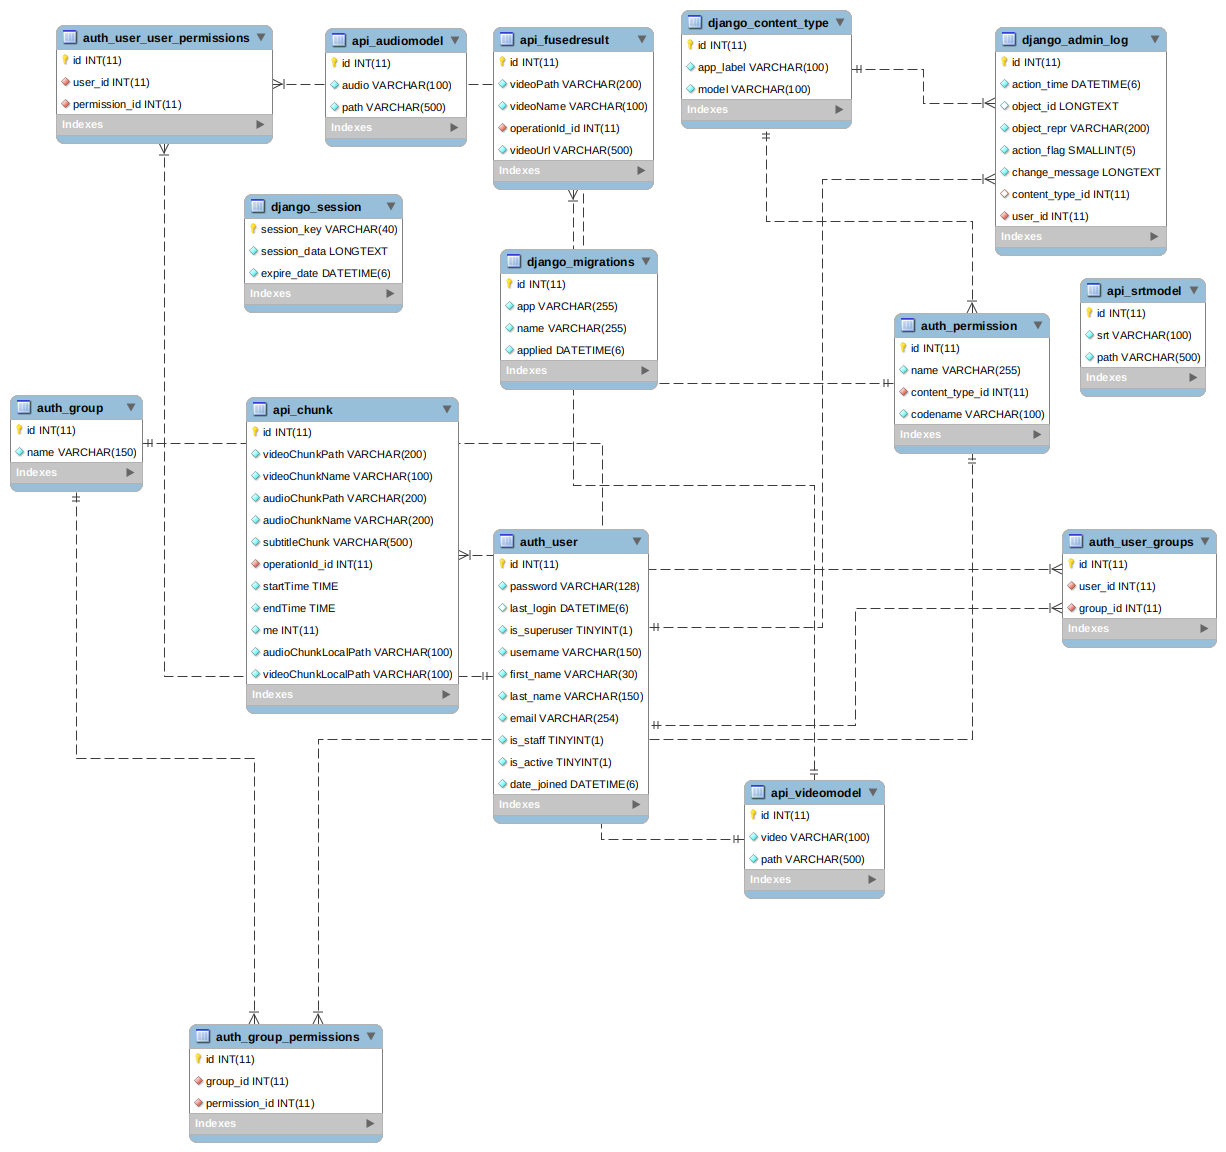 auth_user_user_permissions
id INT(11)
user_id INT(11)
permission_id INT(11)
Indexes
api_audiomodel
id INT(11)
audio VARCHAR(100)
path VARCHAR(500)
Indexes
api_fusedresult
id INT(11)
videoPath VARCHAR(200)
videoName VARCHAR(100)
operationId_id INT(11)
videoUrl VARCHAR(500)
Indexes
django_content_type
id INT(11)
app_label VARCHAR(100)
model VARCHAR(100)
Indexes
django_admin_log
id INT(11)
action_time DATETIME(6)
object_id LONGTEXT
object_repr VARCHAR(200)
action_flag SMALLINT(5)
change_message LONGTEXT
content_type_id INT(11)
user_id INT(11)
Indexes
django_session
session_key VARCHAR(40)
session_data LONGTEXT
expire_date DATETIME(6)
Indexes
django_migrations
id INT(11)
app VARCHAR(255)
name VARCHAR(255)
applied DATETIME(6)
Indexes
api_srtmodel
id INT(11)
srt VARCHAR(100)
path VARCHAR(500)
Indexes
auth_permission
id INT(11)
name VARCHAR(255)
content_type_id INT(11)
codename VARCHAR(100)
Indexes
auth_group
id INT(11)
name VARCHAR(150)
Indexes
api_chunk
id INT(11)
videoChunkPath VARCHAR(200)
videoChunkName VARCHAR(100)
audioChunkPath VARCHAR(200)
audioChunkName VARCHAR(200)
subtitleChunk VARCHAR(500)
operationId_id INT(11)
startTime TIME
endTime TIME
me INT(11)
audioChunkLocalPath VARCHAR(100)
videoChunkLocalPath VARCHAR(100)
Indexes
auth_user
id INT(11)
password VARCHAR(128)
last_login DATETIME(6)
is_superuser TINYINT(1)
username VARCHAR(150)
first_name VARCHAR(30)
last_name VARCHAR(150)
email VARCHAR(254)
is_staff TINYINT(1)
is_active TINYINT(1)
date_joined DATETIME(6)
Indexes
auth_user_groups
id INT(11)
user_id INT(11)
group_id INT(11)
Indexes
api_videomodel
id INT(11)
video VARCHAR(100)
path VARCHAR(500)
Indexes
auth_group_permissions
id INT(11)
group_id INT(11)
permission_id INT(11)
Indexes